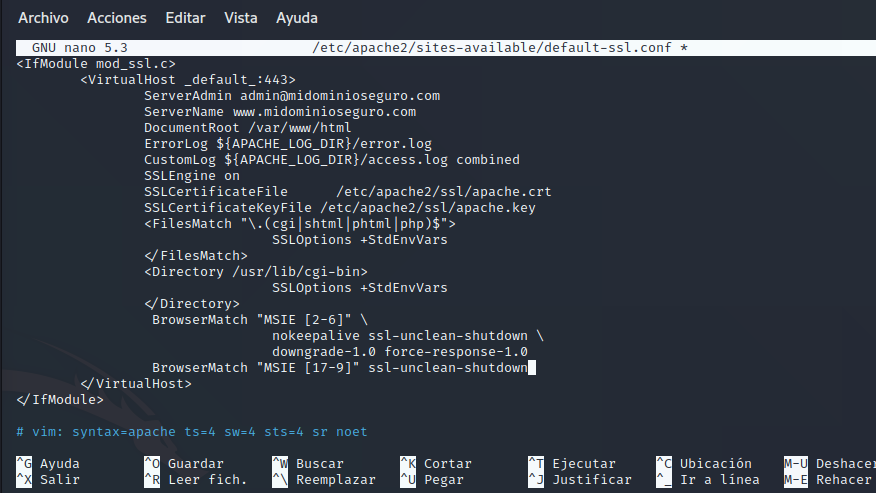 Archivo Acciones Editar Vista Ayuda
GNU nano 5.3 /etc/apache2/sites-available/default-ssl.conf *
<IfModule mod_ssl.c>
<VirtualHost _default_:443>
ServerAdmin admin@midominioseguro.com
ServerName www.midominioseguro.com
DocumentRoot /var/www/html
ErrorLog ${APACHE_LOG_DIR}/error.log
CustomLog ${APACHE_LOG_DIR}/access.log combined
SSLEngine on
SSLCertificateFile /etc/apache2/ssl/apache.crt
SSLCertificateKeyFile /etc/apache2/ssl/apache.key
<FilesMatch "\.(cgi|shtml|phtml|php)$">
SSLOptions +StdEnvVars
</FilesMatch>
<Directory /usr/lib/cgi-bin>
SSLOptions +StdEnvVars
</Directory>
BrowserMatch "MSIE [2-6]" \
nokeepalive ssl-unclean-shutdown \
downgrade-1.0 force-response-1.0
BrowserMatch "MSIE [17-9]" ssl-unclean-shutdown
</VirtualHost>
</IfModule>
# vim: syntax=apache ts=4 sw=4 sts=4 sr noet
^G Ayuda ^O Guardar ^W Buscar ^K Cortar ^T Ejecutar ^C Ubicación M-U Deshacer
^X Salir ^R Leer fich. ^\ Reemplazar ^U Pegar ^J Justificar ^_ Ir a línea M-E Rehacer